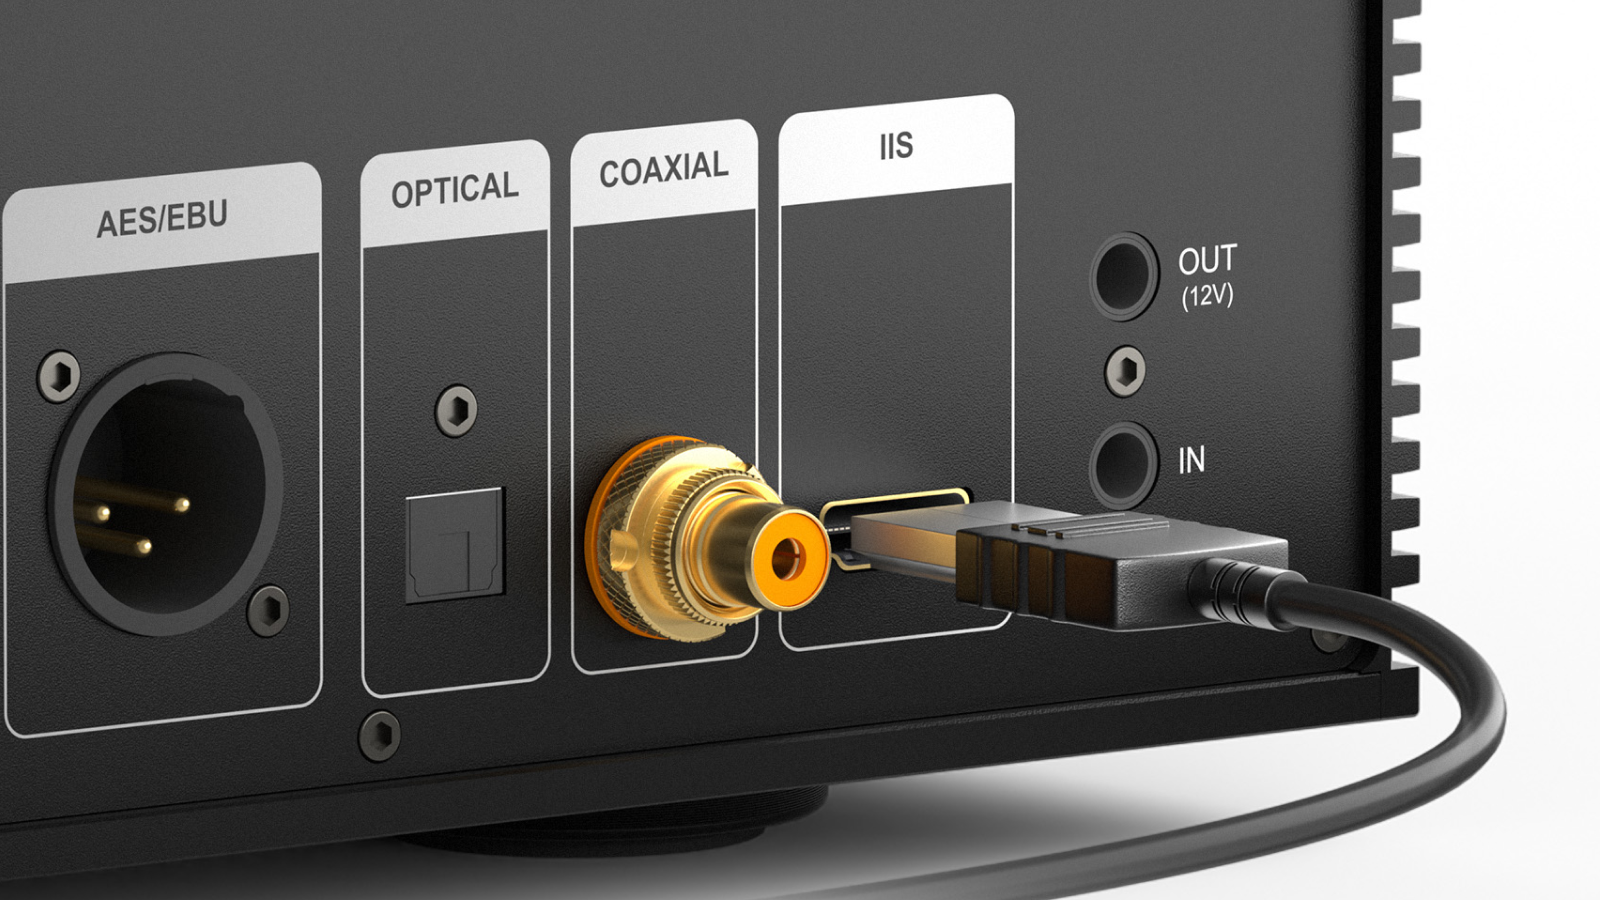 AES/EBU
OPTICAL
COAXIAL
IIS
OUT
(12V)
IN